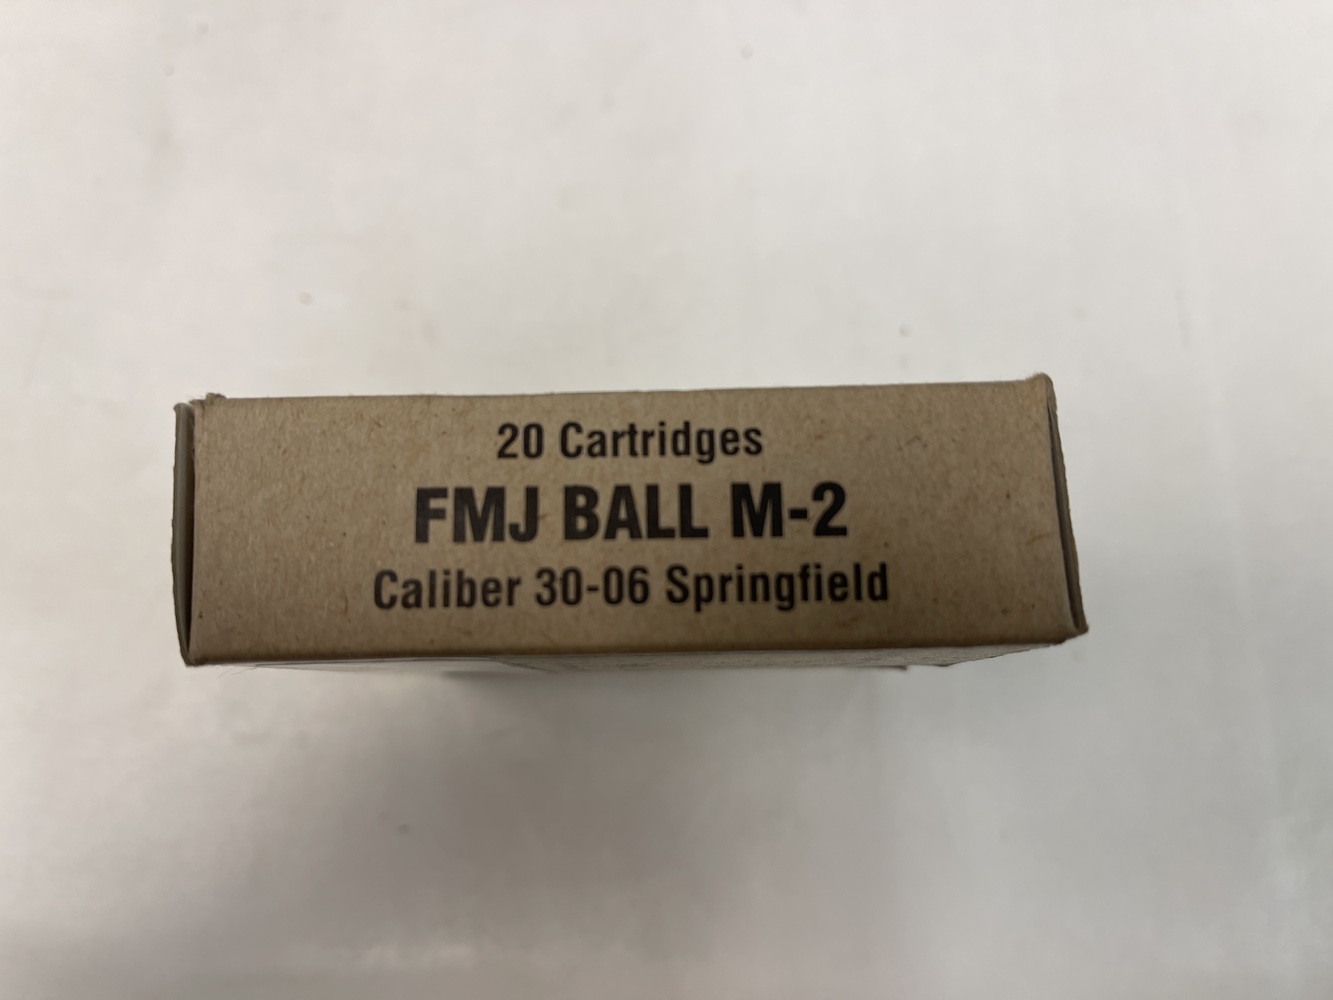 20 Cartridges
FMJ BALL M-2
Caliber 30-06 Springfield